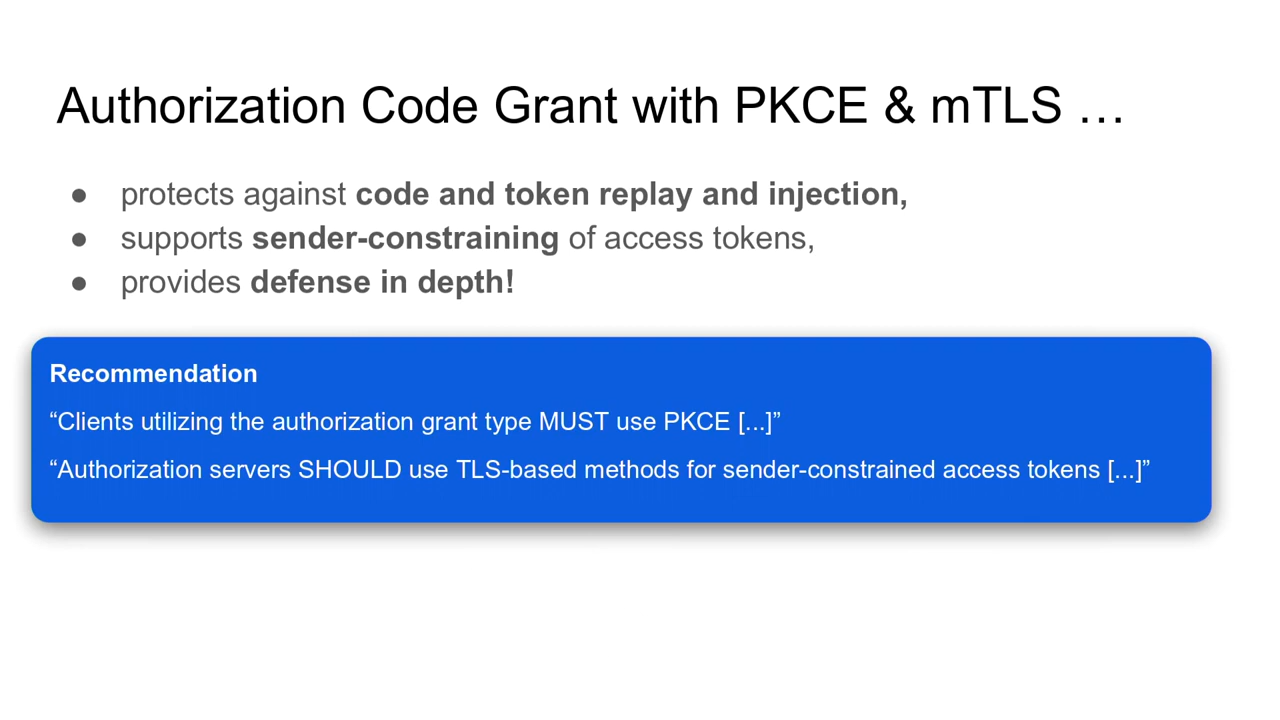 Authorization Code Grant with PKCE & mTLS …
● protects against code and token replay and injection,
● supports sender-constraining of access tokens,
● provides defense in depth!
Recommendation
“Clients utilizing the authorization grant type MUST use PKCE [...]”
“Authorization servers SHOULD use TLS-based methods for sender-constrained access tokens [...]”